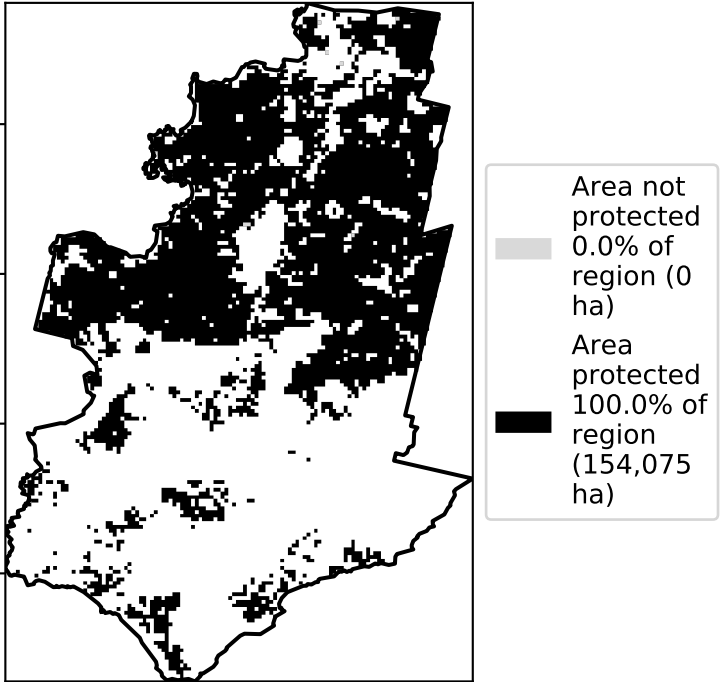 Area not
protected
0.0% of
region (0
ha)
Area
protected
100.0% of
region
(154,075
ha)